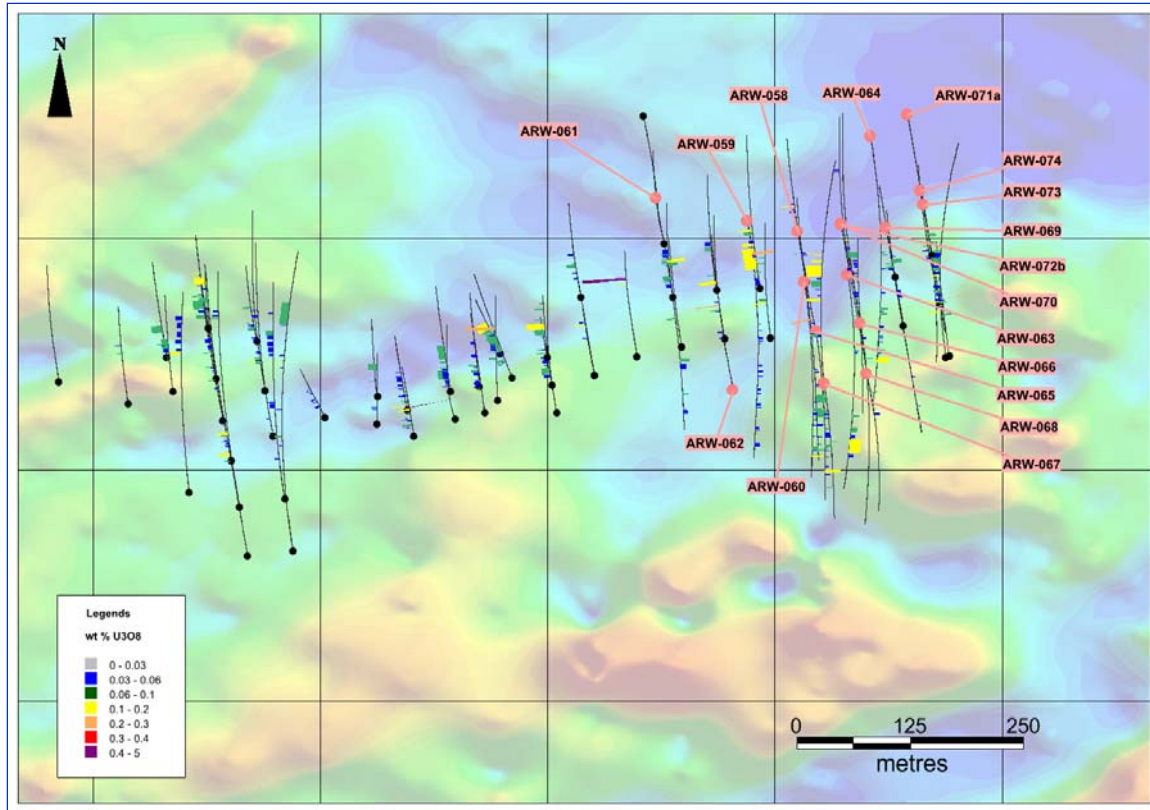 N
ARW-058
ARW-064
ARW-071a
ARW-061
ARW-059
ARW-074
ARW-073
ARW-069
ARW-072b
ARW-070
ARW-063
ARW-066
ARW-065
ARW-068
ARW-062
ARW-067
ARW-060
Legends
wt % U3O8
0 - 0.03
0.03 - 0.06
0.06 - 0.1
0.1 - 0.2
0.2 - 0.3
0.3 - 0.4
0.4 - 5
0 125 250
metres